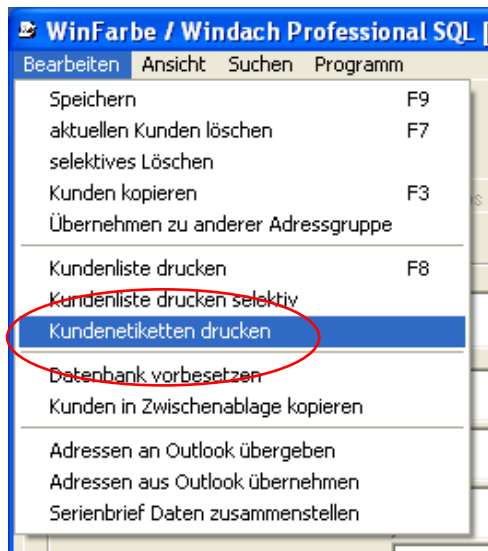 WinFarbe / Windach Professional SQL [
Bearbeiten Ansicht Suchen Programm
Speichern F9
aktuellen Kunden löschen F7
selektives Löschen
Kunden kopieren F3
Übernehmen zu anderer Adressgruppe
Kundenliste drucken F8
Kundenliste drucken selektiv
Kundenetiketten drucken
Datenbank vorbesetzen
Kunden in Zwischenablage kopieren
Adressen an Outlook übergeben
Adressen aus Outlook übernehmen
Serienbrief Daten zusammenstellen